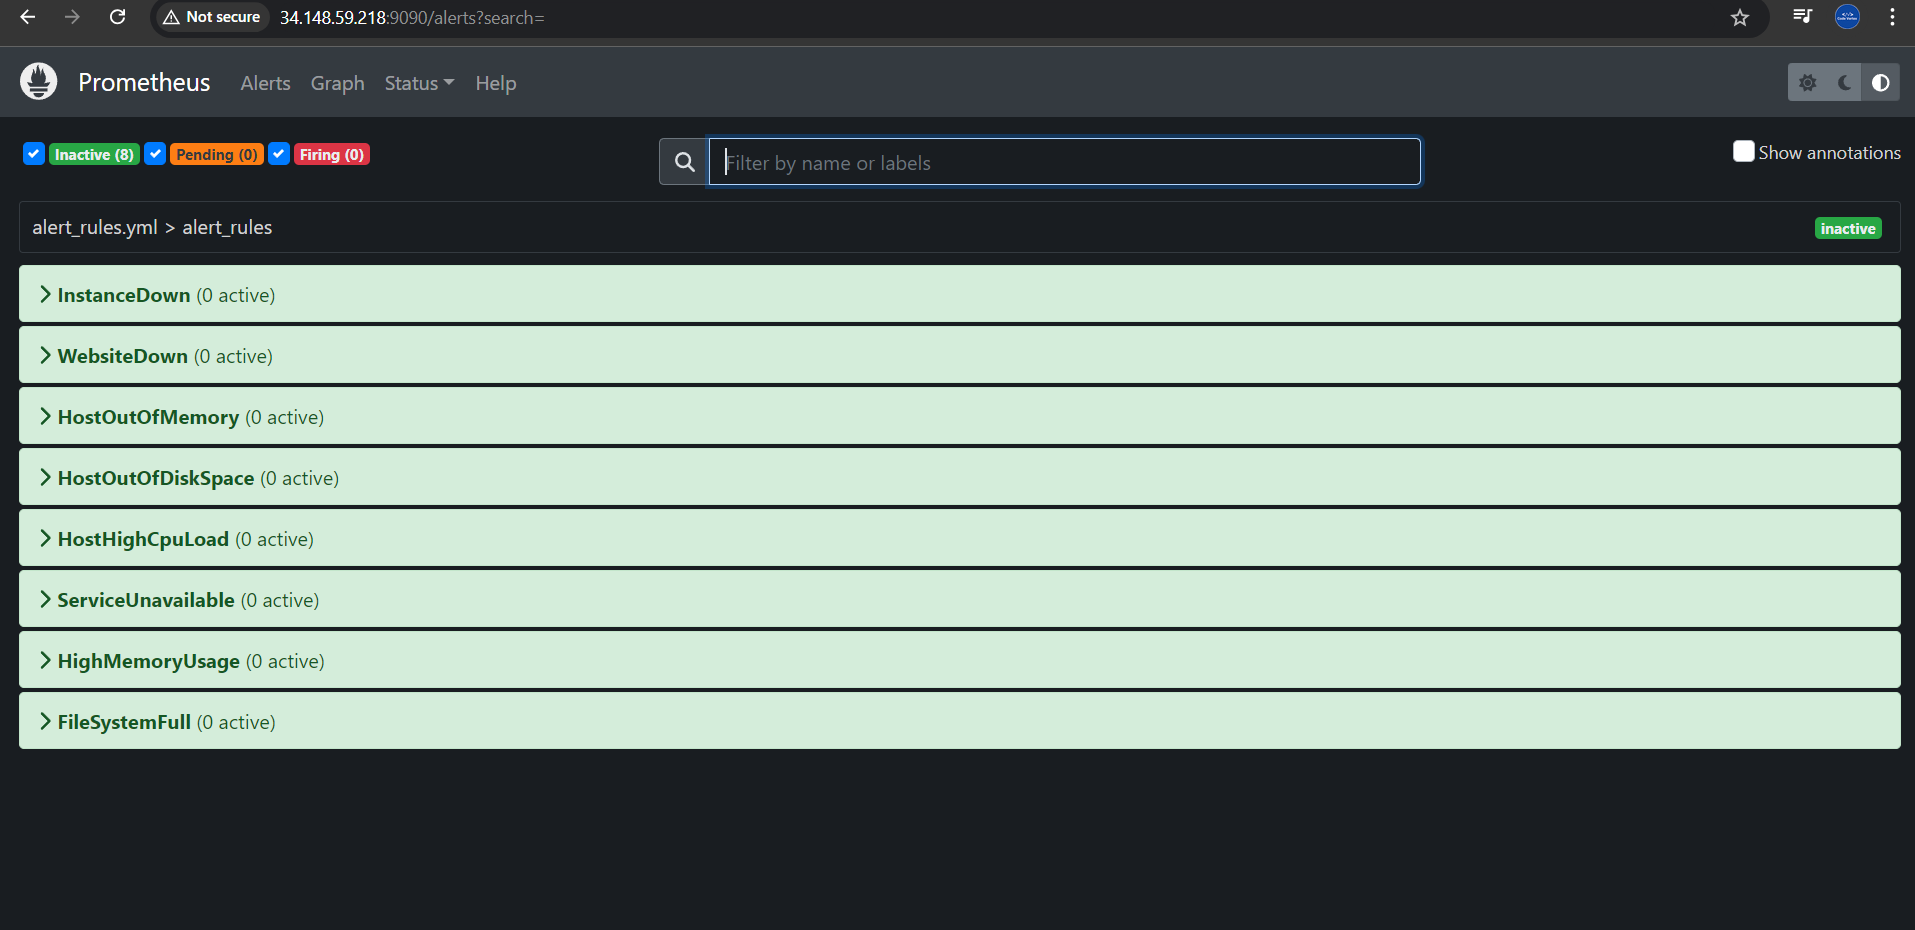 Not secure 34.148.59.218:9090/alerts?search=
Prometheus Alerts Graph Status Help
Inactive (8) Pending (0) Firing (0) Filter by name or labels Show annotations
alert_rules.yml > alert_rules inactive
InstanceDown (0 active)
WebsiteDown (0 active)
HostOutOfMemory (0 active)
HostOutOfDiskSpace (0 active)
HostHighCpuLoad (0 active)
ServiceUnavailable (0 active)
HighMemoryUsage (0 active)
FileSystemFull (0 active)